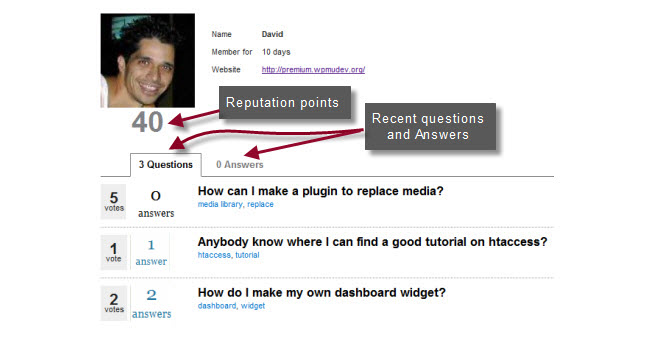 Name David
Member for 10 days
Website http://premium.wpmudev.org/
40
Reputation points
Recent questions
and Answers
3 Questions 0 Answers
5
votes
0
answers
How can I make a plugin to replace media?
media library, replace
1
vote
1
answer
Anybody know where I can find a good tutorial on htaccess?
htaccess, tutorial
2
votes
2
answers
How do I make my own dashboard widget?
dashboard, widget